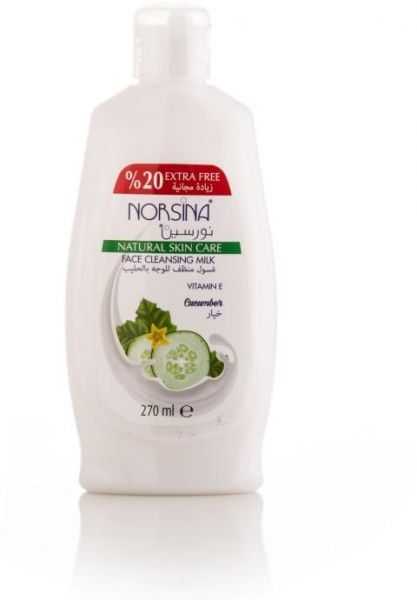 %20 EXTRA FREE
زيادة مجانية
NORSINA®
نورسين®
NATURAL SKIN CARE
FACE CLEANSING MILK
غسول منظف للوجه بالحليب
VITAMIN E
Cucumber
خيار
270 ml ℮